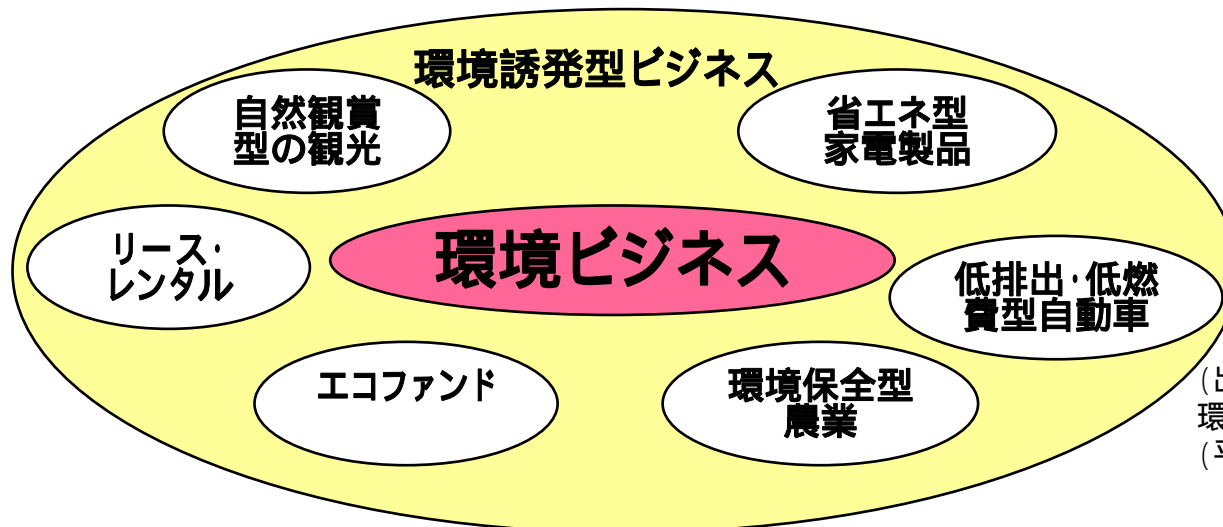 環境誘発型ビジネス
自然観賞
型の観光
省エネ型
家電製品
リース・
レンタル
環境ビジネス
低排出・低燃
費型自動車
エコファンド
環境保全型
農業
(出
環
(平